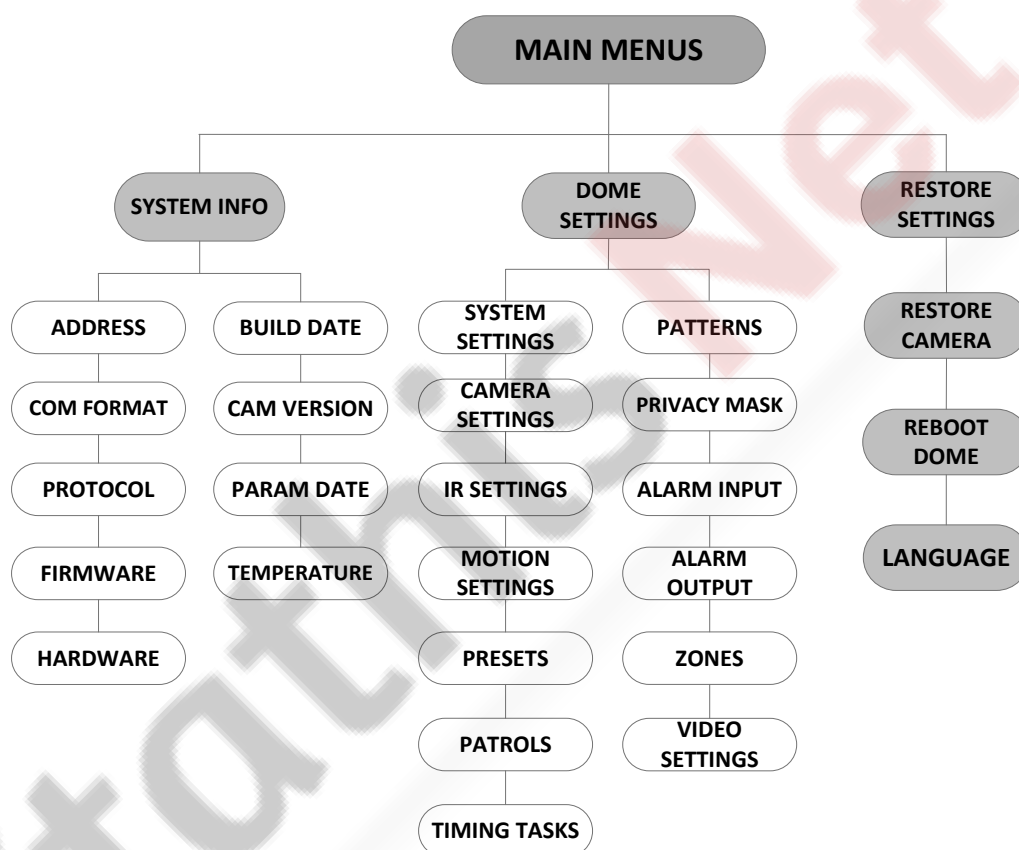 MAIN MENUS
SYSTEM INFO
DOME
SETTINGS
RESTORE
SETTINGS
ADDRESS
BUILD DATE
SYSTEM
SETTINGS
PATTERNS
RESTORE
CAMERA
COM FORMAT
CAM VERSION
CAMERA
SETTINGS
PRIVACY MASK
REBOOT
DOME
PROTOCOL
PARAM DATE
IR SETTINGS
ALARM INPUT
LANGUAGE
FIRMWARE
TEMPERATURE
MOTION
SETTINGS
ALARM
OUTPUT
HARDWARE
PRESETS
ZONES
PATROLS
VIDEO
SETTINGS
TIMING TASKS